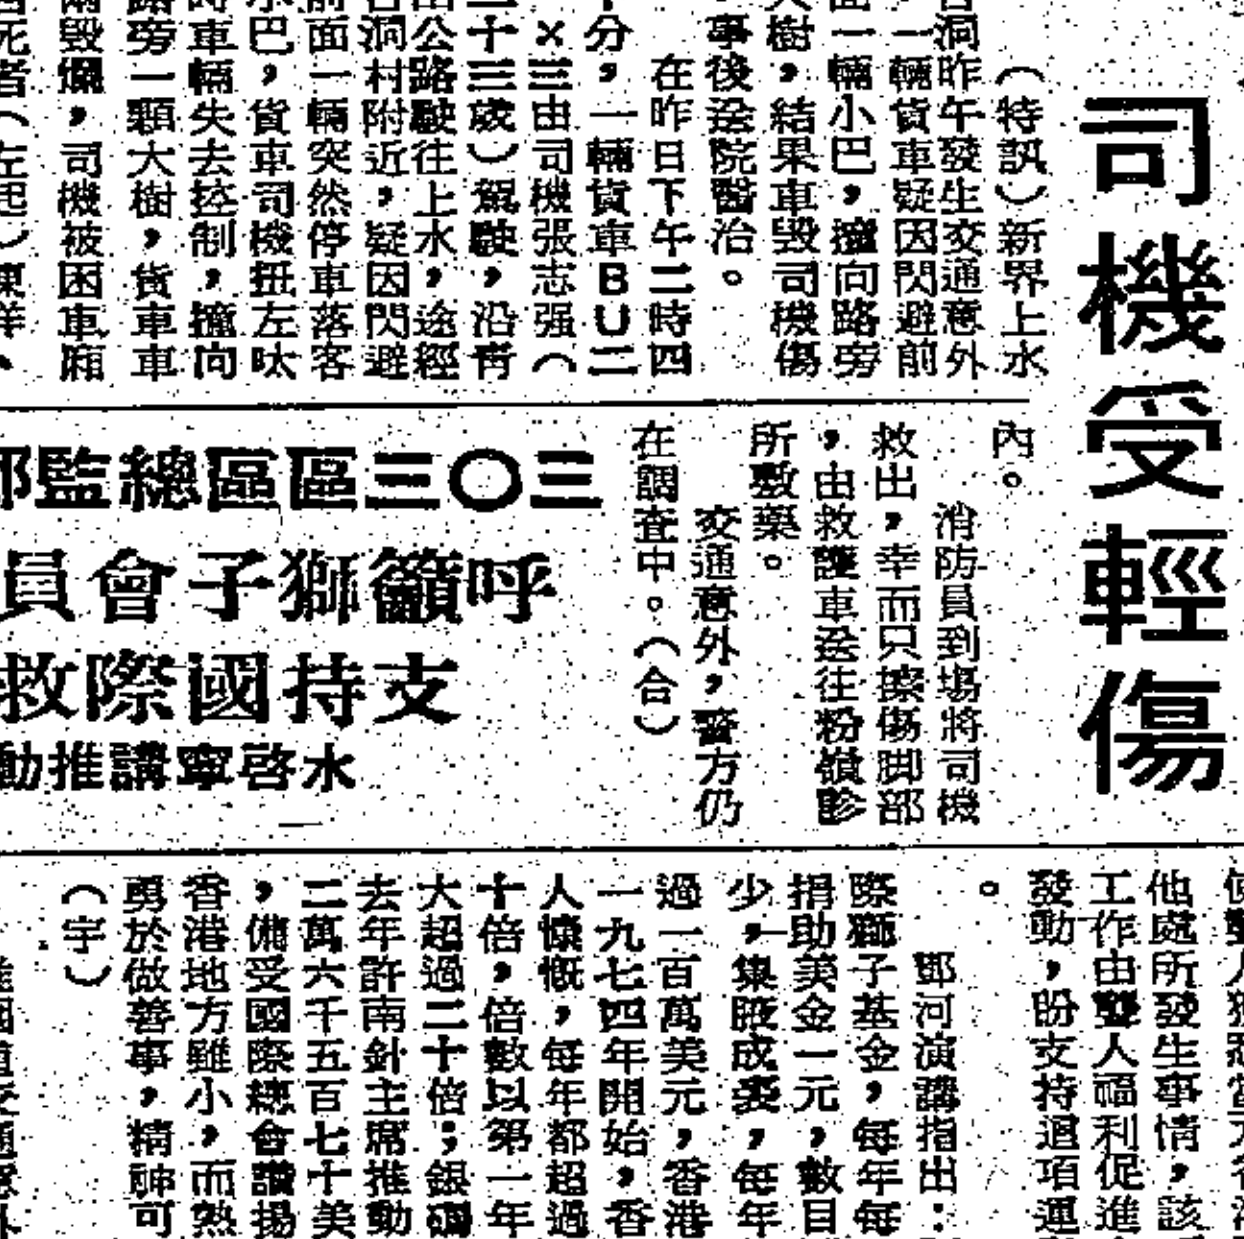 司機受輕傷
（特訊）新界上水
洞昨午發生交通意外
，一輛貨車疑因閃避前
面一輛小巴，撞向路旁
大樹，結果車毀司機傷
，事後送院醫治。
在昨日下午二時四
十分，一輛貨車BU二
×三由司機張志强（
二十三歲）駕駛，沿青
山公路駛往上水，途經
古洞村附近，疑因閃避
前面一輛突然停車落客
小巴，貨車司機扭左呔
時車輛失去控制，撞向
路旁一顆大樹，貨車車
毀爛，司機被困車廂
內。
消防員到場將司機
救出，幸而只擦傷脚部
，由救護車送往粉嶺診
所敷藥。
交通意外，警方仍
在調查中。（合）
死者（左起）陳祥、
三〇三區區總監部
呼籲獅子會員
支持國際救
水啓寧講推動
他處所發生事情，該
工作由雙人福利促進
發動，盼支持這項運
。
鄧河演講指出：
際獅子基金，每年每
捐助美金一元，數目
少，集腋成裘，每年
過一百萬美元，香港
一九七四年開始，香
人慷慨，每年都超過
十倍，倍數以第一年
大超過二十倍；銀禧
去年許南針主席推動
二萬六千五百七十美
，備受國際總會讚揚
香港地方雖小，而熱
勇於做善事，精神可
（宇）